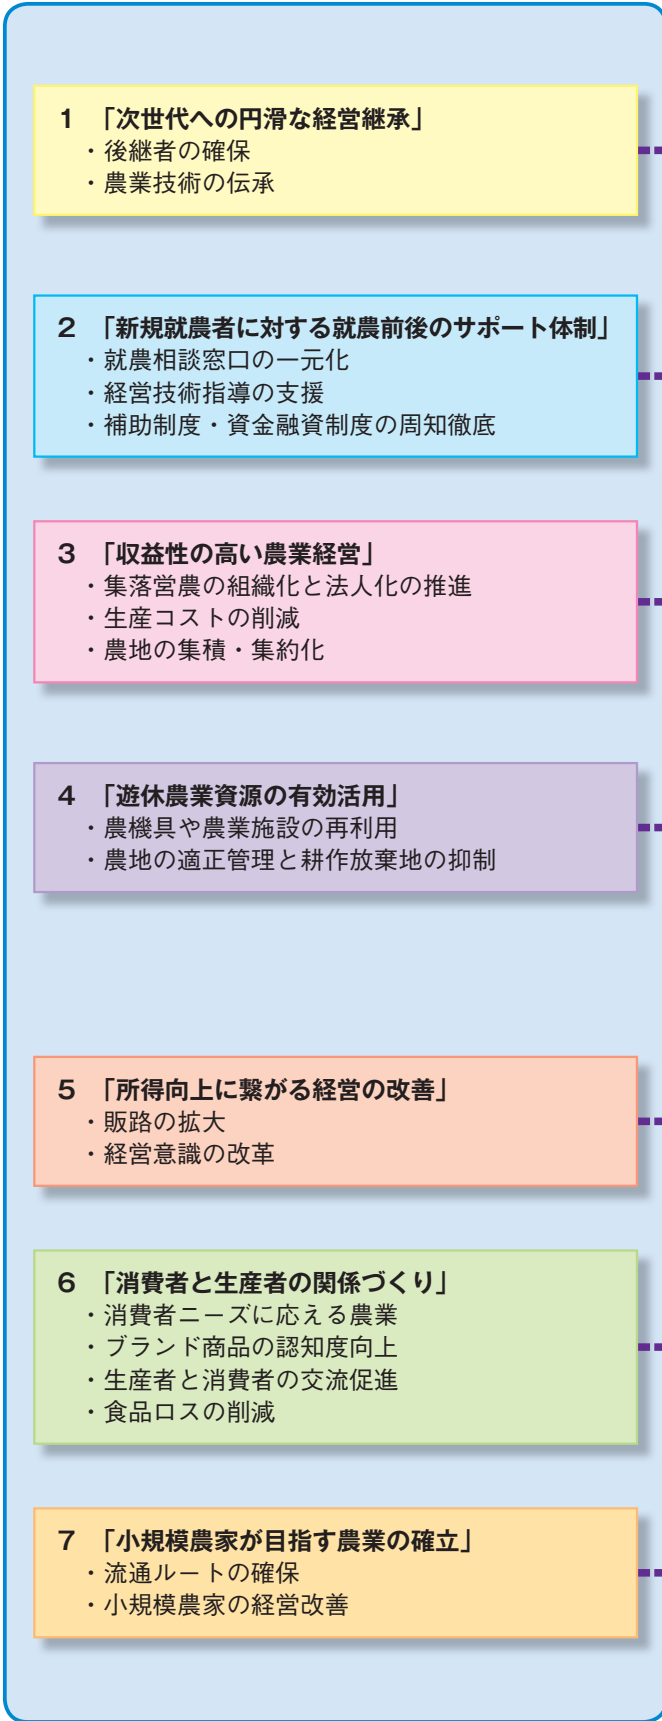 1 「次世代への円滑な経営継承」
・後継者の確保
・農業技術の伝承
2 「新規就農者に対する就農前後のサポート体制」
・就農相談窓口の一元化
・経営技術指導の支援
・補助制度・資金融資制度の周知徹底
3 「収益性の高い農業経営」
・集落営農の組織化と法人化の推進
・生産コストの削減
・農地の集積・集約化
4 「遊休農業資源の有効活用」
・農機具や農業施設の再利用
・農地の適正管理と耕作放棄地の抑制
5 「所得向上に繋がる経営の改善」
・販路の拡大
・経営意識の改革
6 「消費者と生産者の関係づくり」
・消費者ニーズに応える農業
・ブランド商品の認知度向上
・生産者と消費者の交流促進
・食品ロスの削減
7 「小規模農家が目指す農業の確立」
・流通ルートの確保
・小規模農家の経営改善